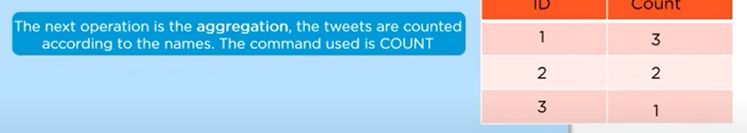 The next operation is the aggregation, the tweets are counted
according to the names. The command used is COUNT
ID Count
1 3
2 2
3 1